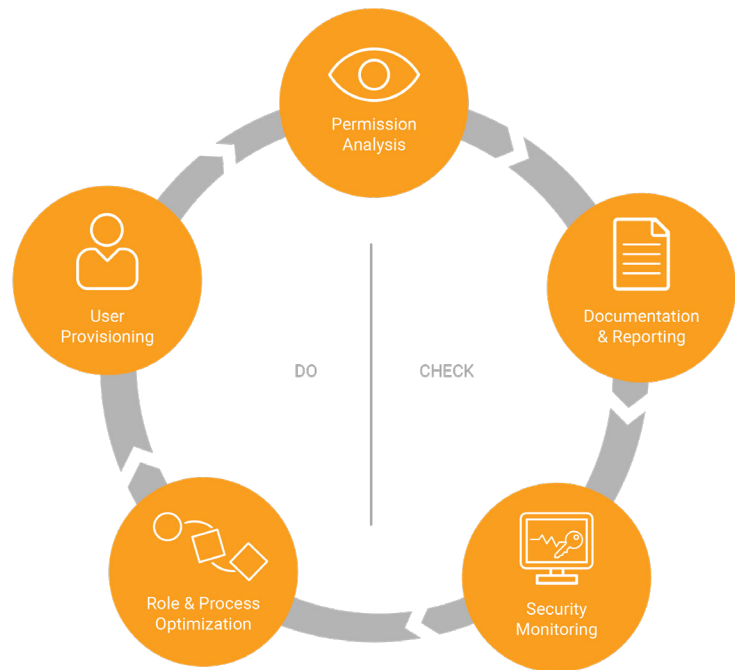 Permission
Analysis
User
Provisioning
Documentation
& Reporting
DO
CHECK
Role & Process
Optimization
Security
Monitoring